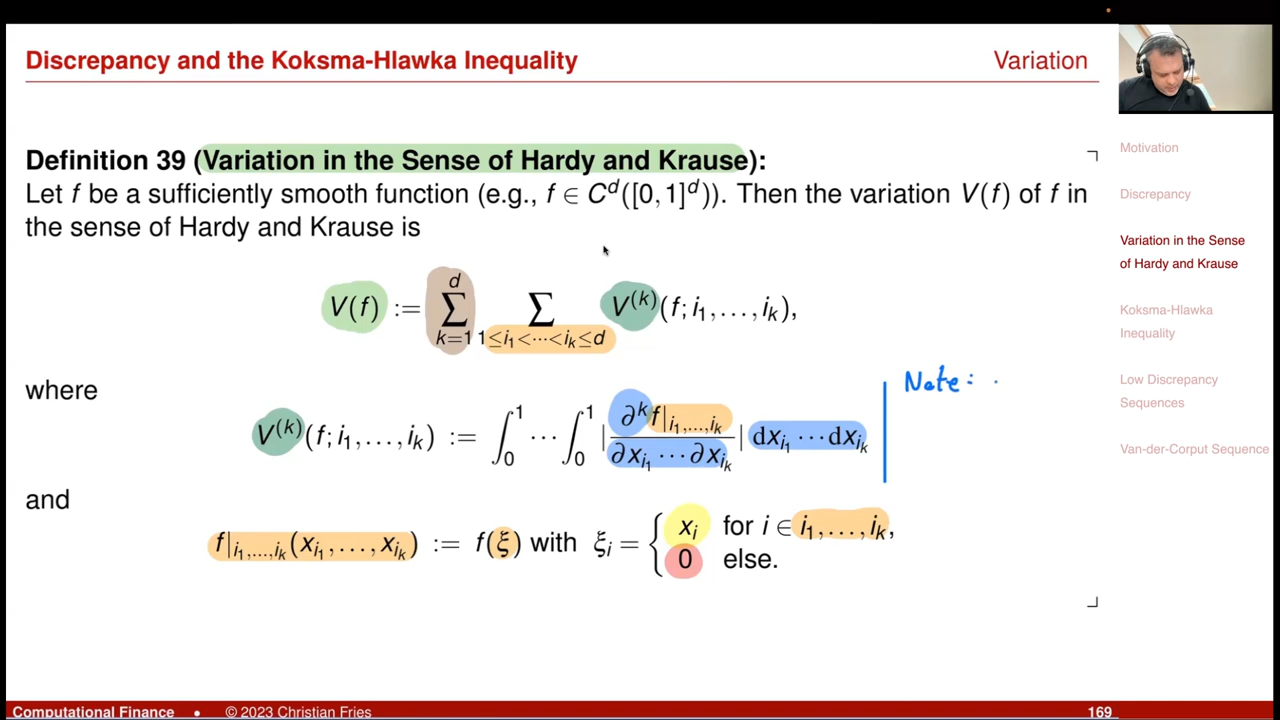 Discrepancy and the Koksma-Hlawka Inequality
Variation
Definition 39 (Variation in the Sense of Hardy and Krause):
Let f be a sufficiently smooth function (e.g., f ∈ C^d([0, 1]^d)). Then the variation V(f) of f in
the sense of Hardy and Krause is
V(f) := ∑_{k=1}^{d} ∑_{1≤i_1<⋯<i_k≤d} V^{(k)}(f; i_1, …, i_k),
where
V^{(k)}(f; i_1, …, i_k) := ∫_0^1 ⋯ ∫_0^1 | ∂^k f|_{i_1,…,i_k} / ∂x_{i_1} ⋯ ∂x_{i_k} | dx_{i_1} ⋯ dx_{i_k}
Note:
and
f|_{i_1,…,i_k}(x_{i_1}, …, x_{i_k}) := f(ξ) with ξ_i = { x_i for i ∈ i_1, …, i_k,
0 else.
Motivation
Discrepancy
Variation in the Sense
of Hardy and Krause
Koksma-Hlawka
Inequality
Low Discrepancy
Sequences
Van-der-Corput Sequence
Computational Finance • © 2023 Christian Fries
169